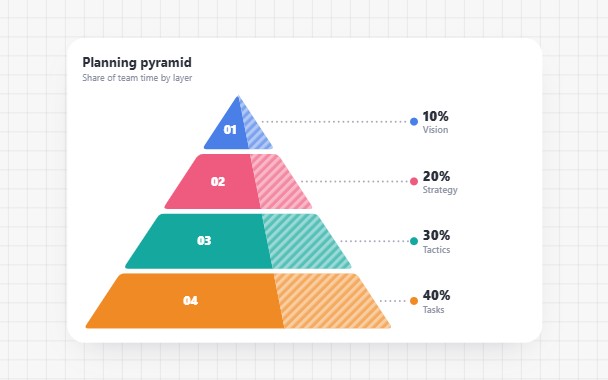 Planning pyramid
Share of team time by layer
01
10%
Vision
02
20%
Strategy
03
30%
Tactics
04
40%
Tasks